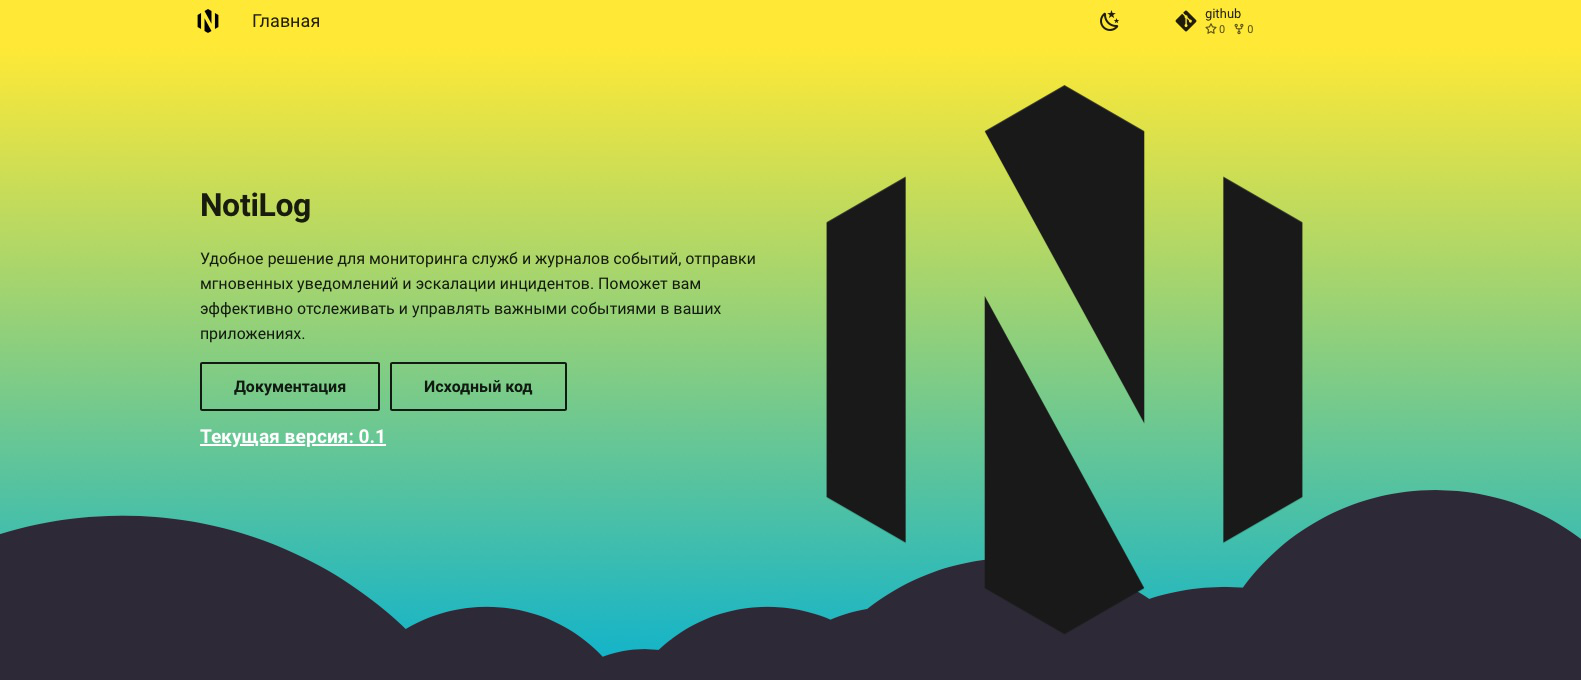 Главная
github
0 0
NotiLog
Удобное решение для мониторинга служб и журналов событий, отправки
мгновенных уведомлений и эскалации инцидентов. Поможет вам
эффективно отслеживать и управлять важными событиями в ваших
приложениях.
Документация
Исходный код
Текущая версия: 0.1